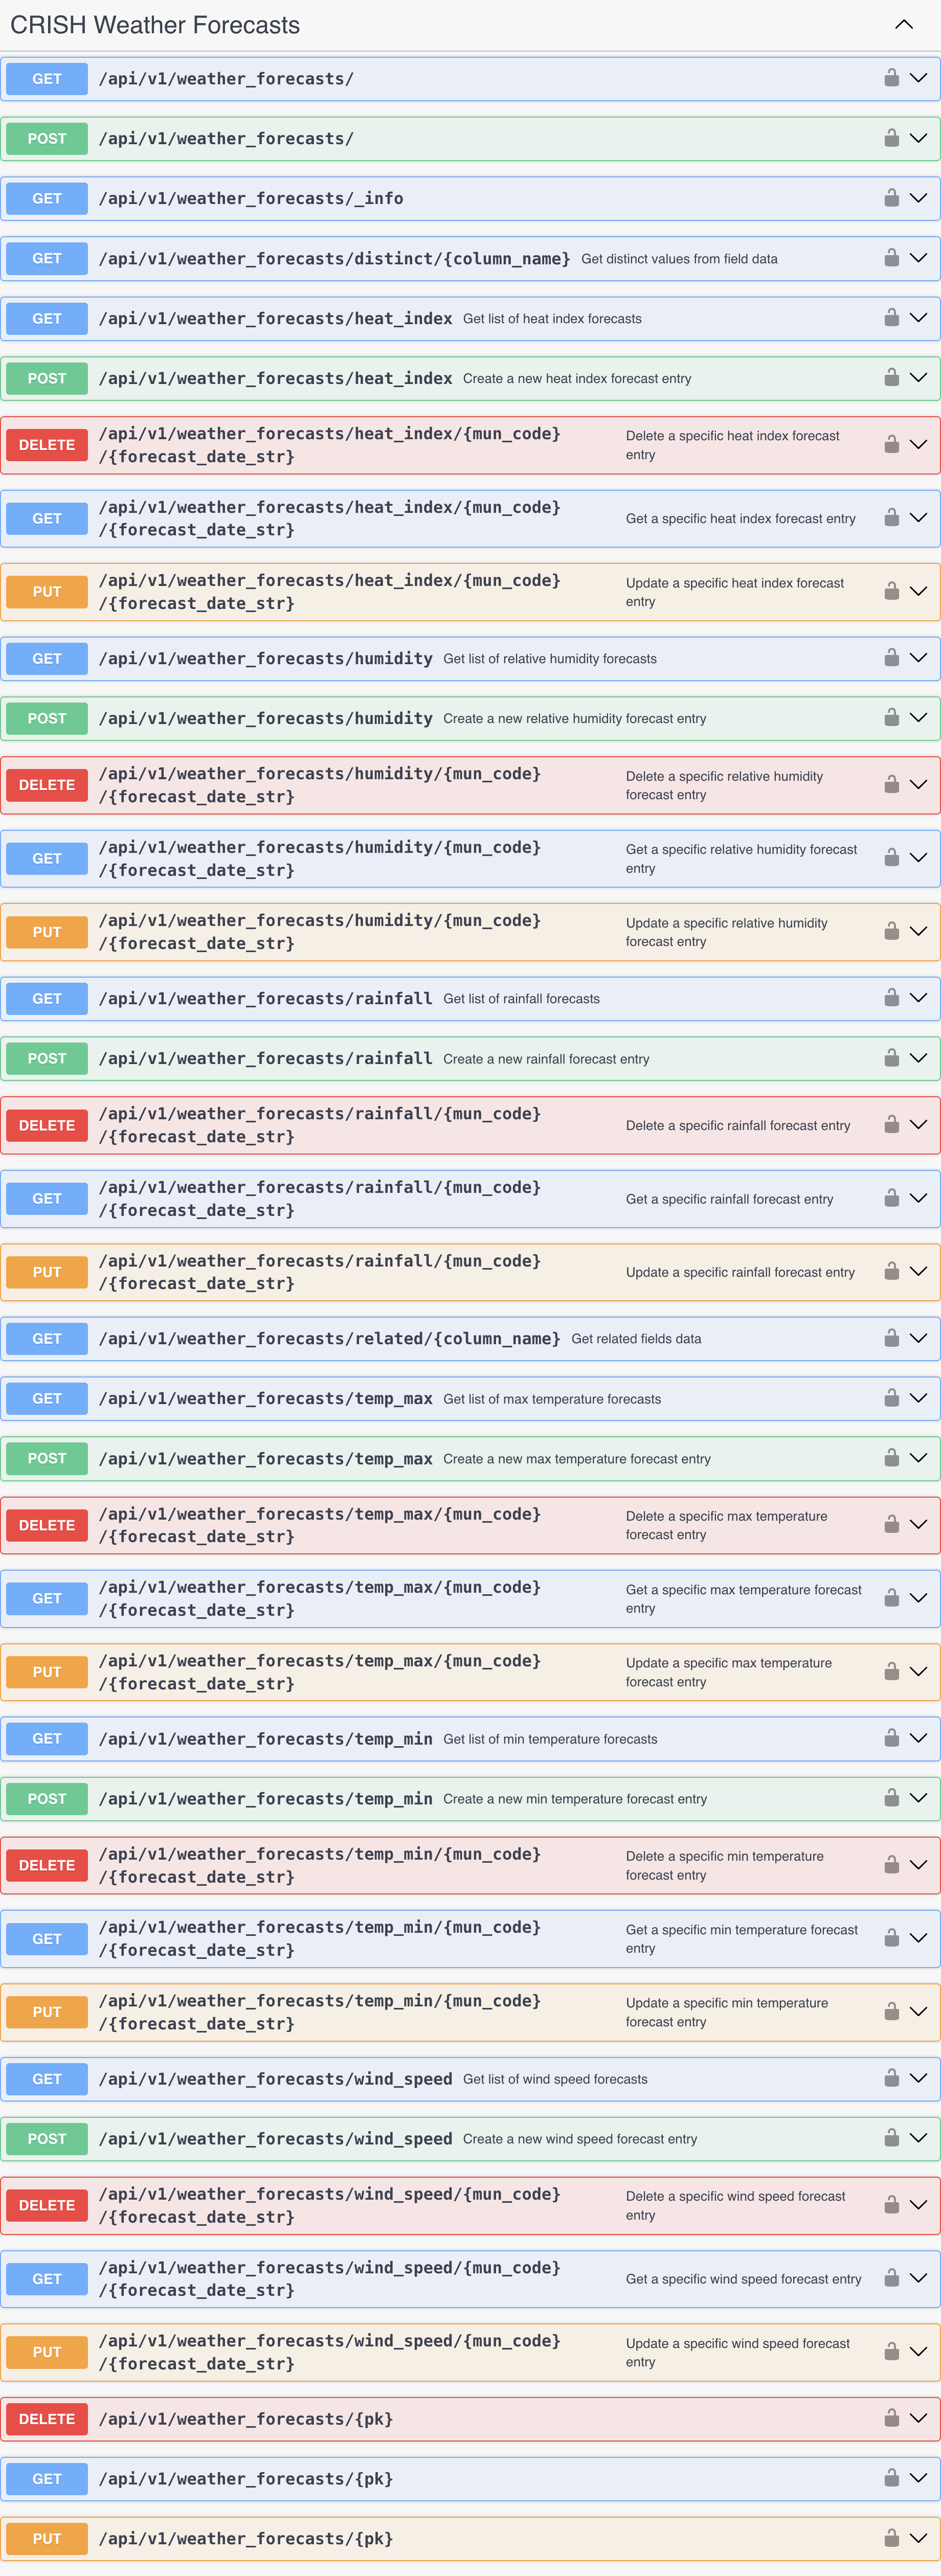 CRISH Weather Forecasts
GET /api/v1/weather_forecasts/
POST /api/v1/weather_forecasts/
GET /api/v1/weather_forecasts/_info
GET /api/v1/weather_forecasts/distinct/{column_name} Get distinct values from field data
GET /api/v1/weather_forecasts/heat_index Get list of heat index forecasts
POST /api/v1/weather_forecasts/heat_index Create a new heat index forecast entry
DELETE /api/v1/weather_forecasts/heat_index/{mun_code} Delete a specific heat index forecast
/{forecast_date_str} entry
GET /api/v1/weather_forecasts/heat_index/{mun_code} Get a specific heat index forecast entry
/{forecast_date_str}
PUT /api/v1/weather_forecasts/heat_index/{mun_code} Update a specific heat index forecast
/{forecast_date_str} entry
GET /api/v1/weather_forecasts/humidity Get list of relative humidity forecasts
POST /api/v1/weather_forecasts/humidity Create a new relative humidity forecast entry
DELETE /api/v1/weather_forecasts/humidity/{mun_code} Delete a specific relative humidity
/{forecast_date_str} forecast entry
GET /api/v1/weather_forecasts/humidity/{mun_code} Get a specific relative humidity forecast
/{forecast_date_str} entry
PUT /api/v1/weather_forecasts/humidity/{mun_code} Update a specific relative humidity
/{forecast_date_str} forecast entry
GET /api/v1/weather_forecasts/rainfall Get list of rainfall forecasts
POST /api/v1/weather_forecasts/rainfall Create a new rainfall forecast entry
DELETE /api/v1/weather_forecasts/rainfall/{mun_code} Delete a specific rainfall forecast entry
/{forecast_date_str}
GET /api/v1/weather_forecasts/rainfall/{mun_code} Get a specific rainfall forecast entry
/{forecast_date_str}
PUT /api/v1/weather_forecasts/rainfall/{mun_code} Update a specific rainfall forecast entry
/{forecast_date_str}
GET /api/v1/weather_forecasts/related/{column_name} Get related fields data
GET /api/v1/weather_forecasts/temp_max Get list of max temperature forecasts
POST /api/v1/weather_forecasts/temp_max Create a new max temperature forecast entry
DELETE /api/v1/weather_forecasts/temp_max/{mun_code} Delete a specific max temperature
/{forecast_date_str} forecast entry
GET /api/v1/weather_forecasts/temp_max/{mun_code} Get a specific max temperature forecast
/{forecast_date_str} entry
PUT /api/v1/weather_forecasts/temp_max/{mun_code} Update a specific max temperature
/{forecast_date_str} forecast entry
GET /api/v1/weather_forecasts/temp_min Get list of min temperature forecasts
POST /api/v1/weather_forecasts/temp_min Create a new min temperature forecast entry
DELETE /api/v1/weather_forecasts/temp_min/{mun_code} Delete a specific min temperature
/{forecast_date_str} forecast entry
GET /api/v1/weather_forecasts/temp_min/{mun_code} Get a specific min temperature forecast
/{forecast_date_str} entry
PUT /api/v1/weather_forecasts/temp_min/{mun_code} Update a specific min temperature
/{forecast_date_str} forecast entry
GET /api/v1/weather_forecasts/wind_speed Get list of wind speed forecasts
POST /api/v1/weather_forecasts/wind_speed Create a new wind speed forecast entry
DELETE /api/v1/weather_forecasts/wind_speed/{mun_code} Delete a specific wind speed forecast
/{forecast_date_str} entry
GET /api/v1/weather_forecasts/wind_speed/{mun_code} Get a specific wind speed forecast entry
/{forecast_date_str}
PUT /api/v1/weather_forecasts/wind_speed/{mun_code} Update a specific wind speed forecast
/{forecast_date_str} entry
DELETE /api/v1/weather_forecasts/{pk}
GET /api/v1/weather_forecasts/{pk}
PUT /api/v1/weather_forecasts/{pk}